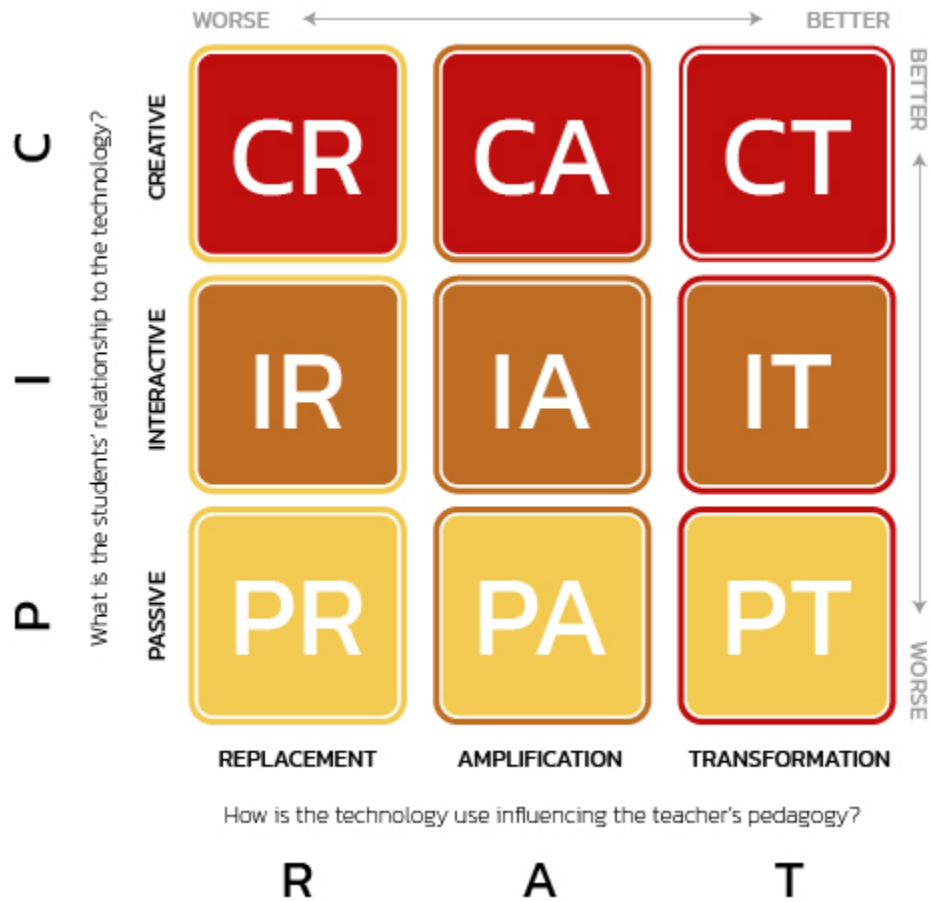 WORSE BETTER
BETTER
C
I
P
What is the students' relationship to the technology?
CREATIVE
CR CA CT
INTERACTIVE
IR IA IT
PASSIVE
PR PA PT
WORSE
REPLACEMENT AMPLIFICATION TRANSFORMATION
How is the technology use influencing the teacher's pedagogy?
R A T